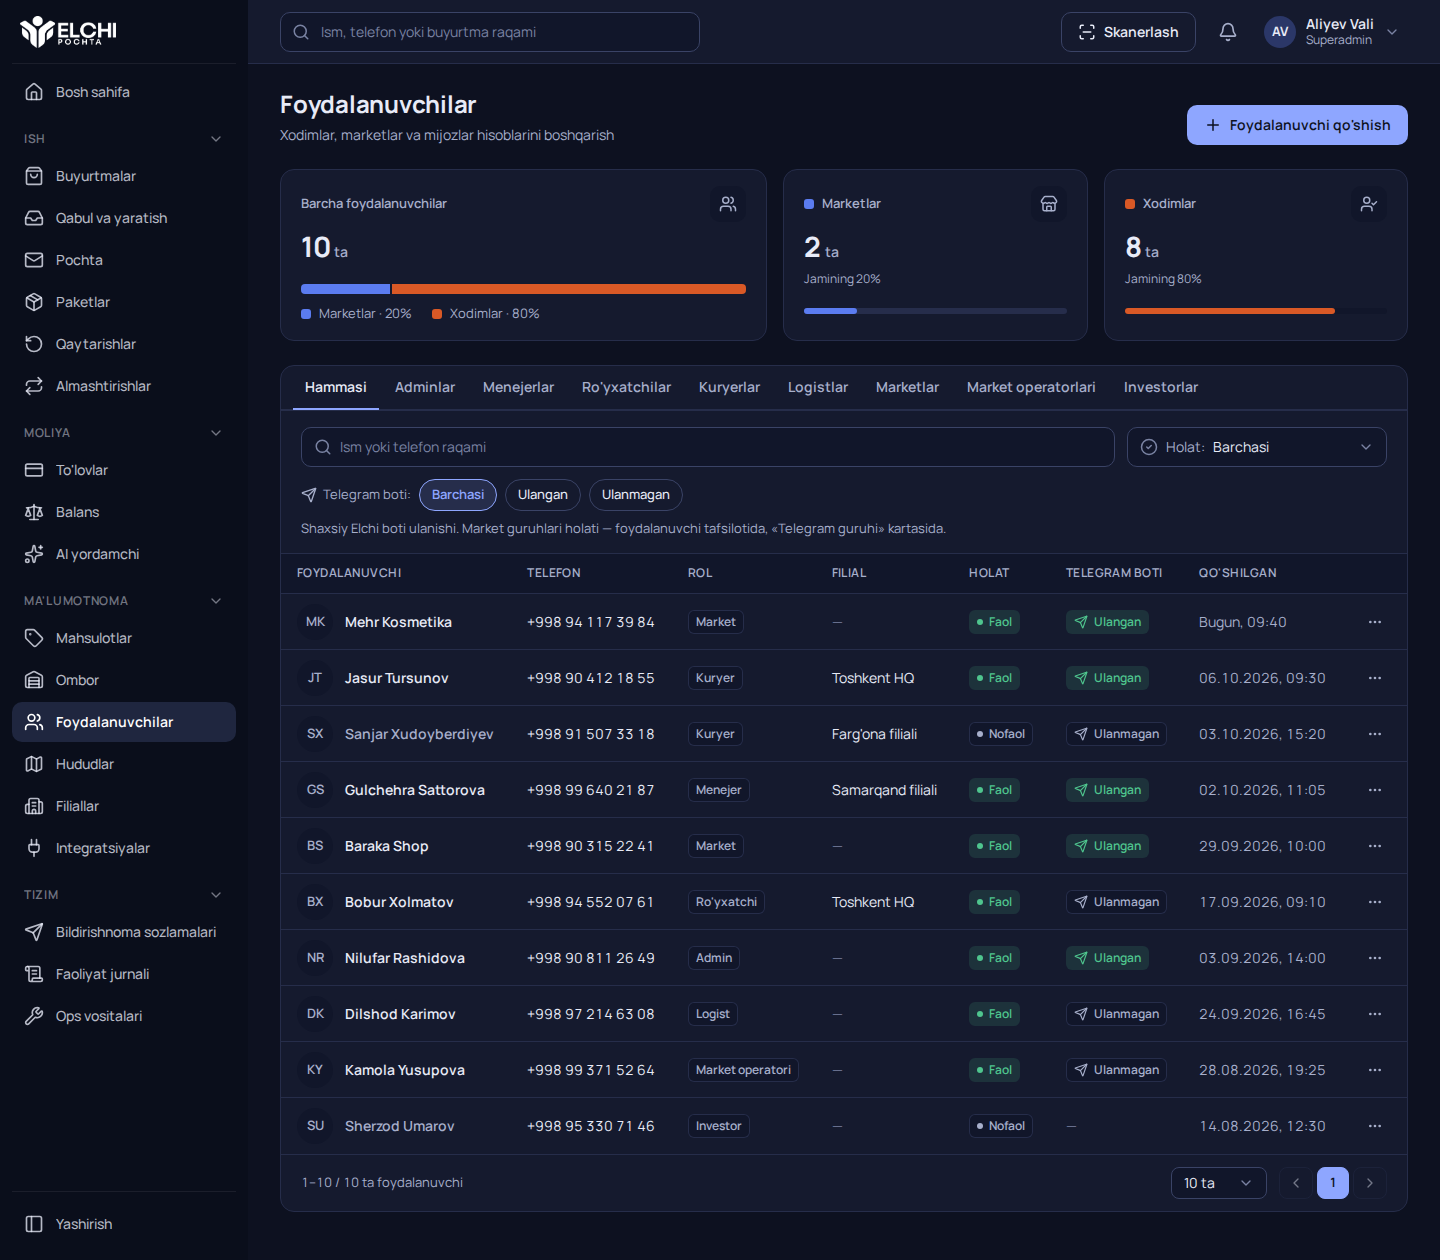 ELCHI
POCHTA
Ism, telefon yoki buyurtma raqami
Skanerlash
AV
Aliyev Vali
Superadmin
Bosh sahifa
ISH
Buyurtmalar
Qabul va yaratish
Pochta
Paketlar
Qaytarishlar
Almashtirishlar
MOLIYA
To'lovlar
Balans
AI yordamchi
MA'LUMOTNOMA
Mahsulotlar
Ombor
Foydalanuvchilar
Hududlar
Filiallar
Integratsiyalar
TIZIM
Bildirishnoma sozlamalari
Faoliyat jurnali
Ops vositalari
Yashirish
Foydalanuvchilar
Xodimlar, marketlar va mijozlar hisoblarini boshqarish
Foydalanuvchi qo'shish
Barcha foydalanuvchilar
10 ta
Marketlar · 20% Xodimlar · 80%
Marketlar
2 ta
Jamining 20%
Xodimlar
8 ta
Jamining 80%
Hammasi Adminlar Menejerlar Ro'yxatchilar Kuryerlar Logistlar Marketlar Market operatorlari Investorlar
Ism yoki telefon raqami
Holat: Barchasi
Telegram boti: Barchasi Ulangan Ulanmagan
Shaxsiy Elchi boti ulanishi. Market guruhlari holati — foydalanuvchi tafsilotida, «Telegram guruhi» kartasida.
FOYDALANUVCHI TELEFON ROL FILIAL HOLAT TELEGRAM BOTI QO'SHILGAN
MK Mehr Kosmetika +998 94 117 39 84 Market — Faol Ulangan Bugun, 09:40
JT Jasur Tursunov +998 90 412 18 55 Kuryer Toshkent HQ Faol Ulangan 06.10.2026, 09:30
SX Sanjar Xudoyberdiyev +998 91 507 33 18 Kuryer Farg'ona filiali Nofaol Ulanmagan 03.10.2026, 15:20
GS Gulchehra Sattorova +998 99 640 21 87 Menejer Samarqand filiali Faol Ulangan 02.10.2026, 11:05
BS Baraka Shop +998 90 315 22 41 Market — Faol Ulangan 29.09.2026, 10:00
BX Bobur Xolmatov +998 94 552 07 61 Ro'yxatchi Toshkent HQ Faol Ulanmagan 17.09.2026, 09:10
NR Nilufar Rashidova +998 90 811 26 49 Admin — Faol Ulangan 03.09.2026, 14:00
DK Dilshod Karimov +998 97 214 63 08 Logist — Faol Ulanmagan 24.09.2026, 16:45
KY Kamola Yusupova +998 99 371 52 64 Market operatori — Faol Ulanmagan 28.08.2026, 19:25
SU Sherzod Umarov +998 95 330 71 46 Investor — Nofaol — 14.08.2026, 12:30
1–10 / 10 ta foydalanuvchi
10 ta
1